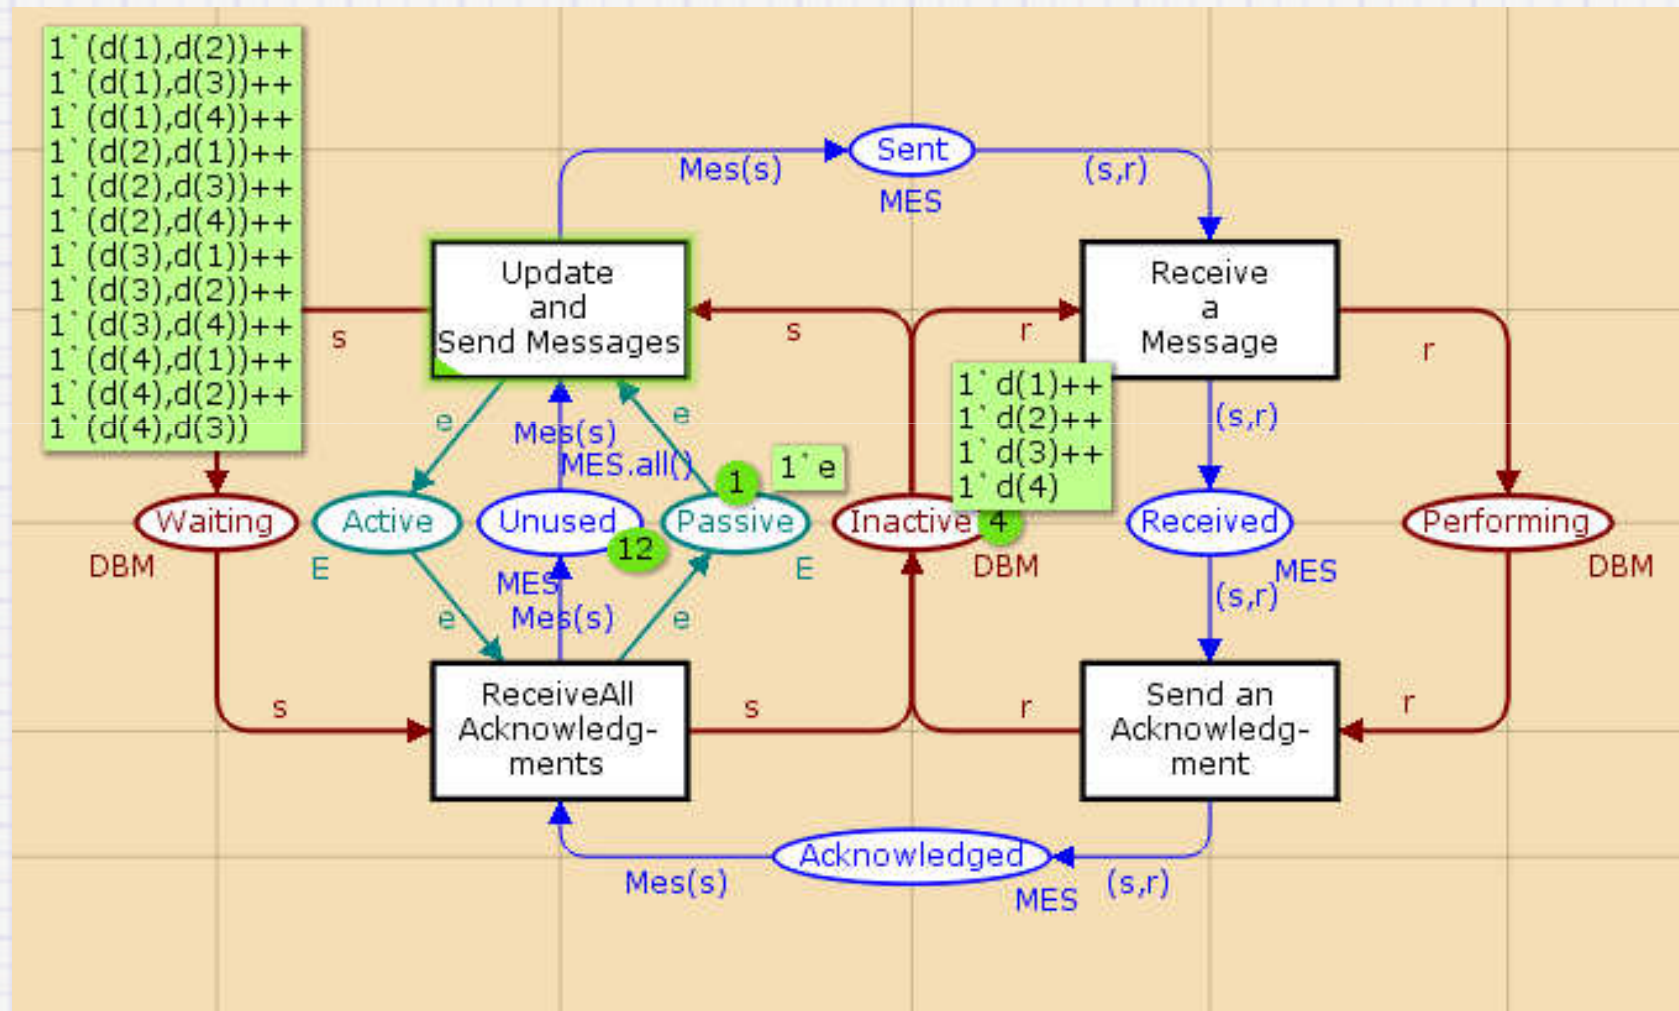 1`(d(1),d(2))++
1`(d(1),d(3))++
1`(d(1),d(4))++
1`(d(2),d(1))++
1`(d(2),d(3))++
1`(d(2),d(4))++
1`(d(3),d(1))++
1`(d(3),d(2))++
1`(d(3),d(4))++
1`(d(4),d(1))++
1`(d(4),d(2))++
1`(d(4),d(3))
Sent
Mes(s)
(s,r)
MES
Update
and
Send Messages
Receive
a
Message
s
s
r
r
1`d(1)++
1`d(2)++
1`d(3)++
1`d(4)
e
Mes(s)
e
(s,r)
MES.all()
1
1`e
Waiting
Active
Unused
Passive
Inactive
4
Received
Performing
12
DBM
E
MES
E
DBM
MES
DBM
e
Mes(s)
e
(s,r)
s
ReceiveAll
Acknowledg-
ments
s
r
Send an
Acknowledg-
ment
r
Acknowledged
Mes(s)
MES
(s,r)